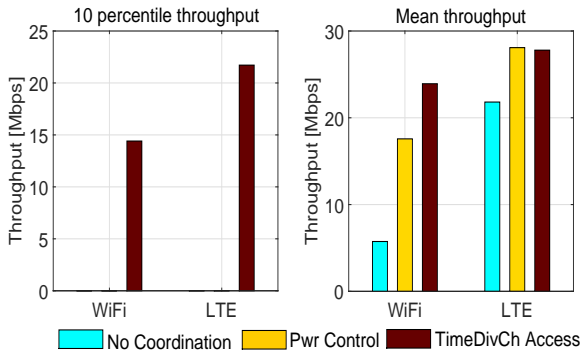 10 percentile throughput
Throughput [Mbps]
25
20
15
10
5
0
WiFi LTE
Mean throughput
Throughput [Mbps]
30
20
10
0
WiFi LTE
No Coordination Pwr Control TimeDivCh Access